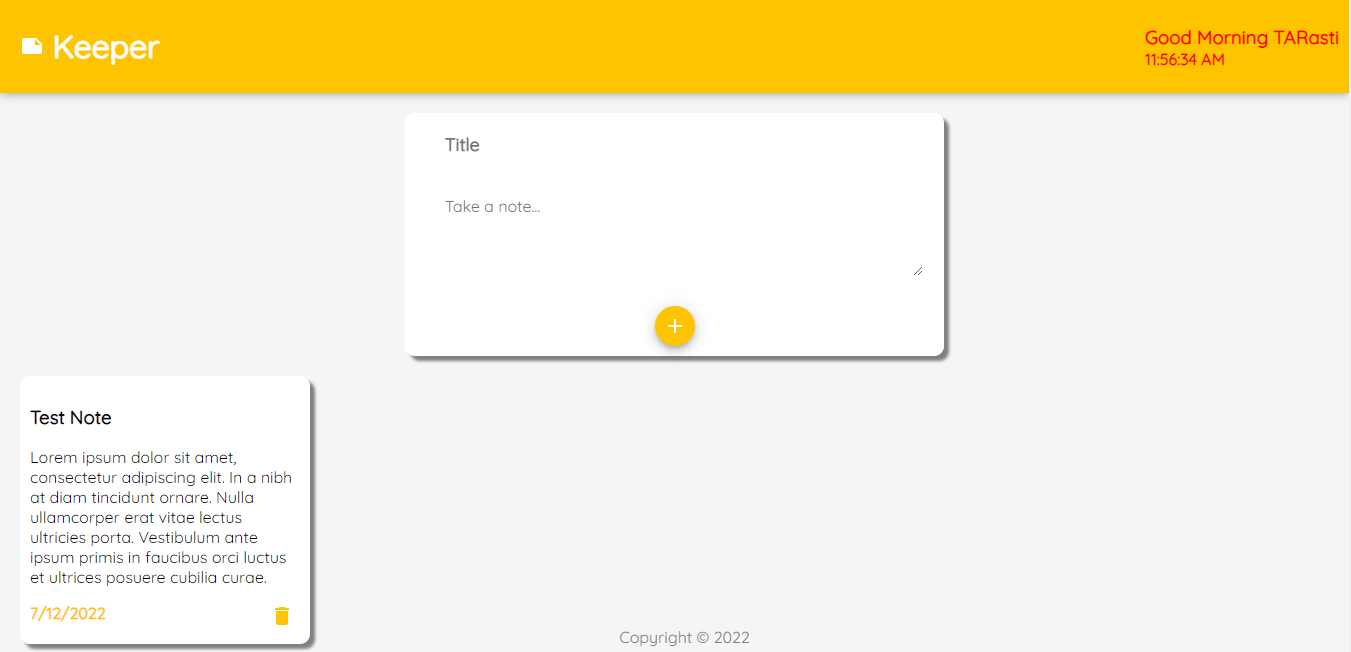 Keeper
Good Morning TARasti
11:56:34 AM
Title
Take a note...
Test Note
Lorem ipsum dolor sit amet,
consectetur adipiscing elit. In a nibh
at diam tincidunt ornare. Nulla
ullamcorper erat vitae lectus
ultricies porta. Vestibulum ante
ipsum primis in faucibus orci luctus
et ultrices posuere cubilia curae.
7/12/2022
Copyright © 2022